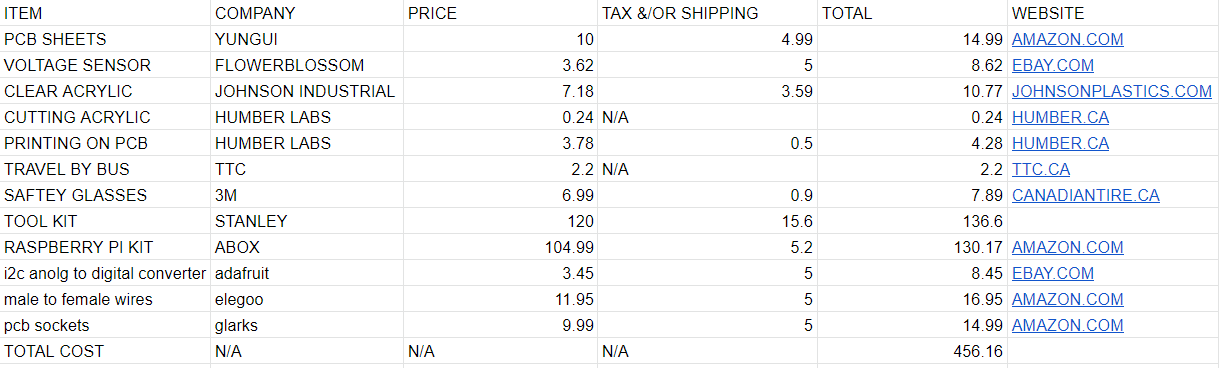 ITEM COMPANY PRICE TAX &/OR SHIPPING TOTAL WEBSITE
PCB SHEETS YUNGUI 10 4.99 14.99 AMAZON.COM
VOLTAGE SENSOR FLOWERBLOSSOM 3.62 5 8.62 EBAY.COM
CLEAR ACRYLIC JOHNSON INDUSTRIAL 7.18 3.59 10.77 JOHNSONPLASTICS.COM
CUTTING ACRYLIC HUMBER LABS 0.24 N/A 0.24 HUMBER.CA
PRINTING ON PCB HUMBER LABS 3.78 0.5 4.28 HUMBER.CA
TRAVEL BY BUS TTC 2.2 N/A 2.2 TTC.CA
SAFTEY GLASSES 3M 6.99 0.9 7.89 CANADIANTIRE.CA
TOOL KIT STANLEY 120 15.6 136.6
RASPBERRY PI KIT ABOX 104.99 5.2 130.17 AMAZON.COM
i2c anolg to digital converter adafruit 3.45 5 8.45 EBAY.COM
male to female wires elegoo 11.95 5 16.95 AMAZON.COM
pcb sockets glarks 9.99 5 14.99 AMAZON.COM
TOTAL COST N/A N/A N/A 456.16